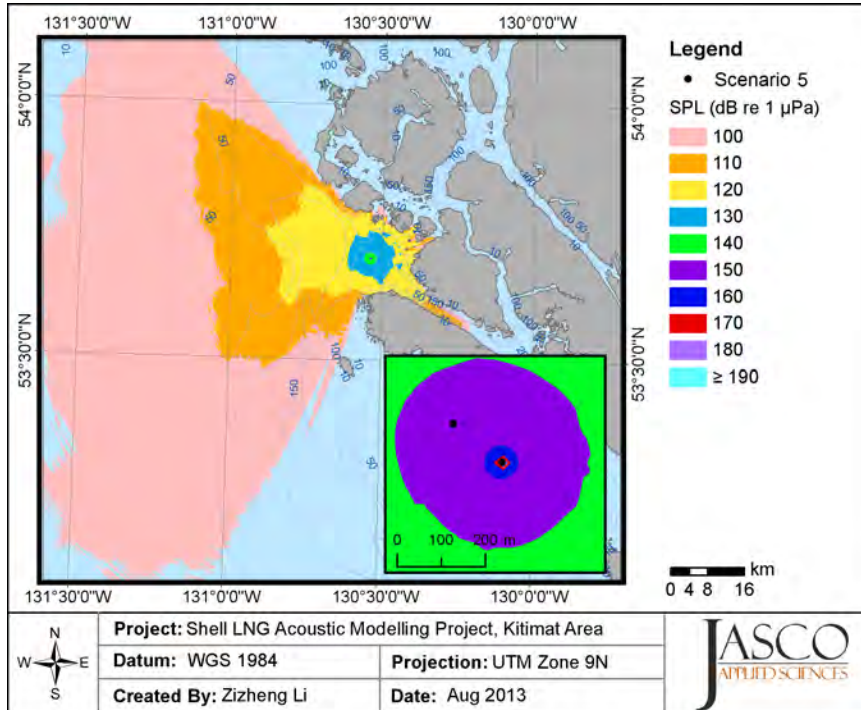 131°30'0"W 131°0'0"W 130°30'0"W 130°0'0"W
54°0'0"N
53°30'0"N
54°0'0"N
53°30'0"N
131°30'0"W 131°0'0"W 130°30'0"W 130°0'0"W
Legend
Scenario 5
SPL (dB re 1 µPa)
100
110
120
130
140
150
160
170
180
≥ 190
0 100 200 m
km
0 4 8 16
N
W E
S
Project: Shell LNG Acoustic Modelling Project, Kitimat Area
Datum: WGS 1984
Projection: UTM Zone 9N
Created By: Zizheng Li
Date: Aug 2013
JASCO
APPLIED SCIENCES